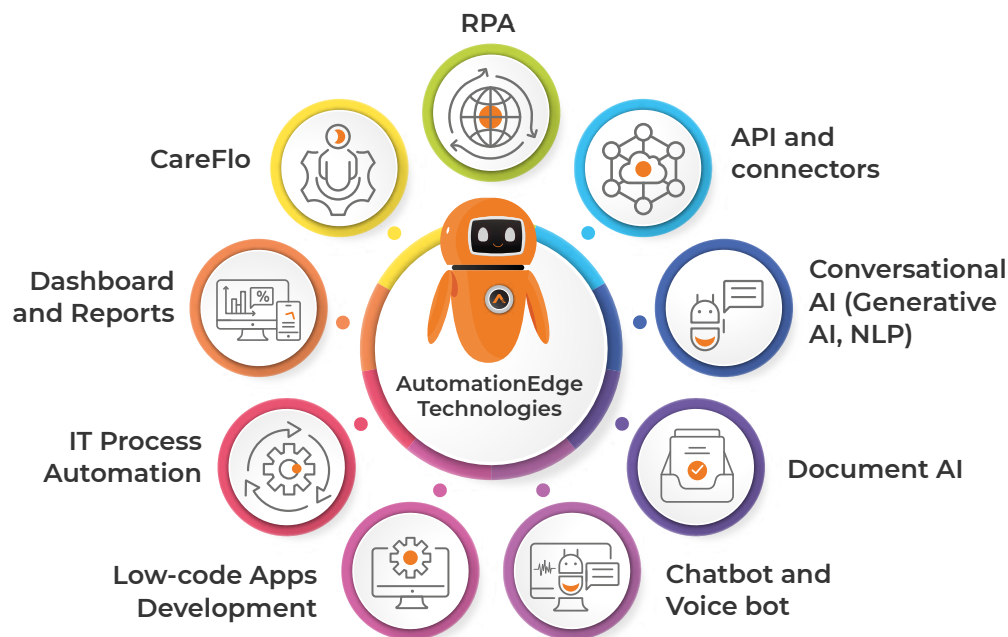 RPA
API and
connectors
Conversational
AI (Generative
AI, NLP)
Document AI
Chatbot and
Voice bot
Low-code Apps
Development
IT Process
Automation
Dashboard
and Reports
%
CareFlo
AutomationEdge
Technologies